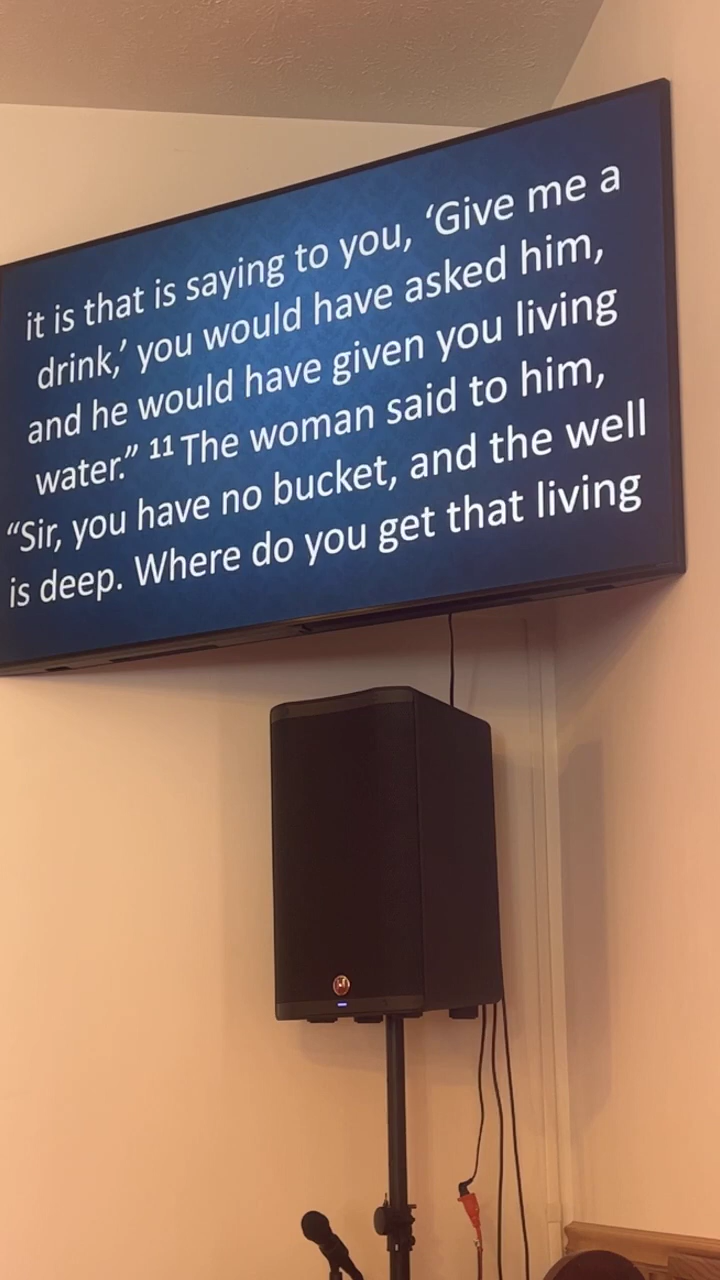 it is that is saying to you, ‘Give me a
drink,’ you would have asked him,
and he would have given you living
water.” ¹¹ The woman said to him,
“Sir, you have no bucket, and the well
is deep. Where do you get that living